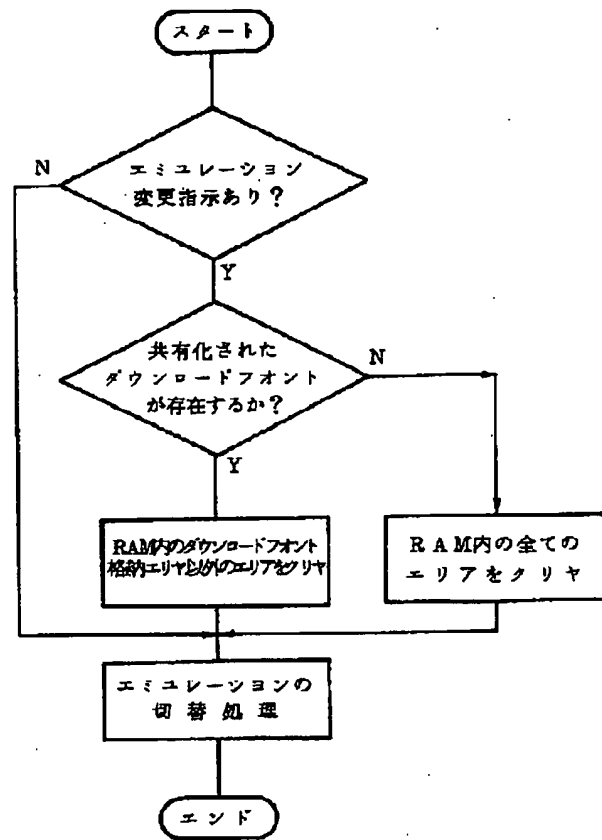 スタート
N
エミユレーション
変更指示あり?
Y
共有化された
ダウンロードフォント
が存在するか?
N
Y
RAM内のダウンロードフォント
格納エリヤ以外のエリアをクリヤ
RAM内の全ての
エリアをクリヤ
エミユレーションの
切替処理
エンド